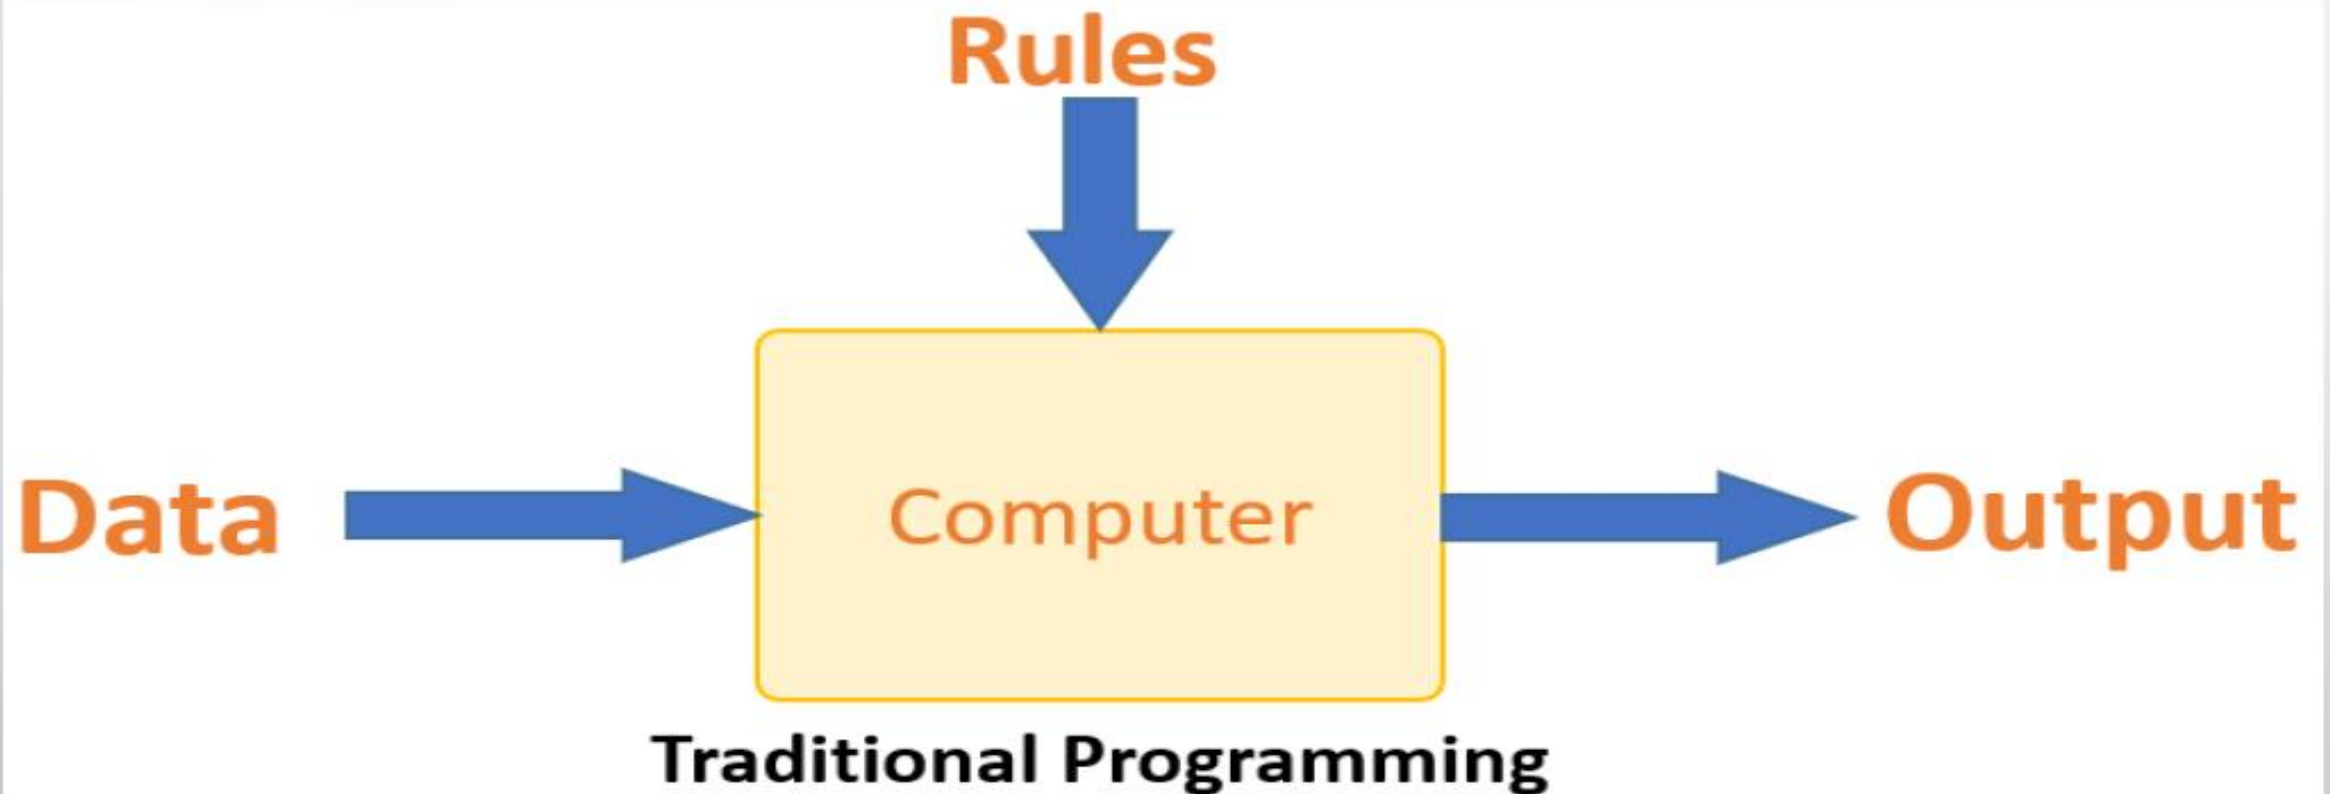 Rules
Data
Computer
Output
Traditional Programming